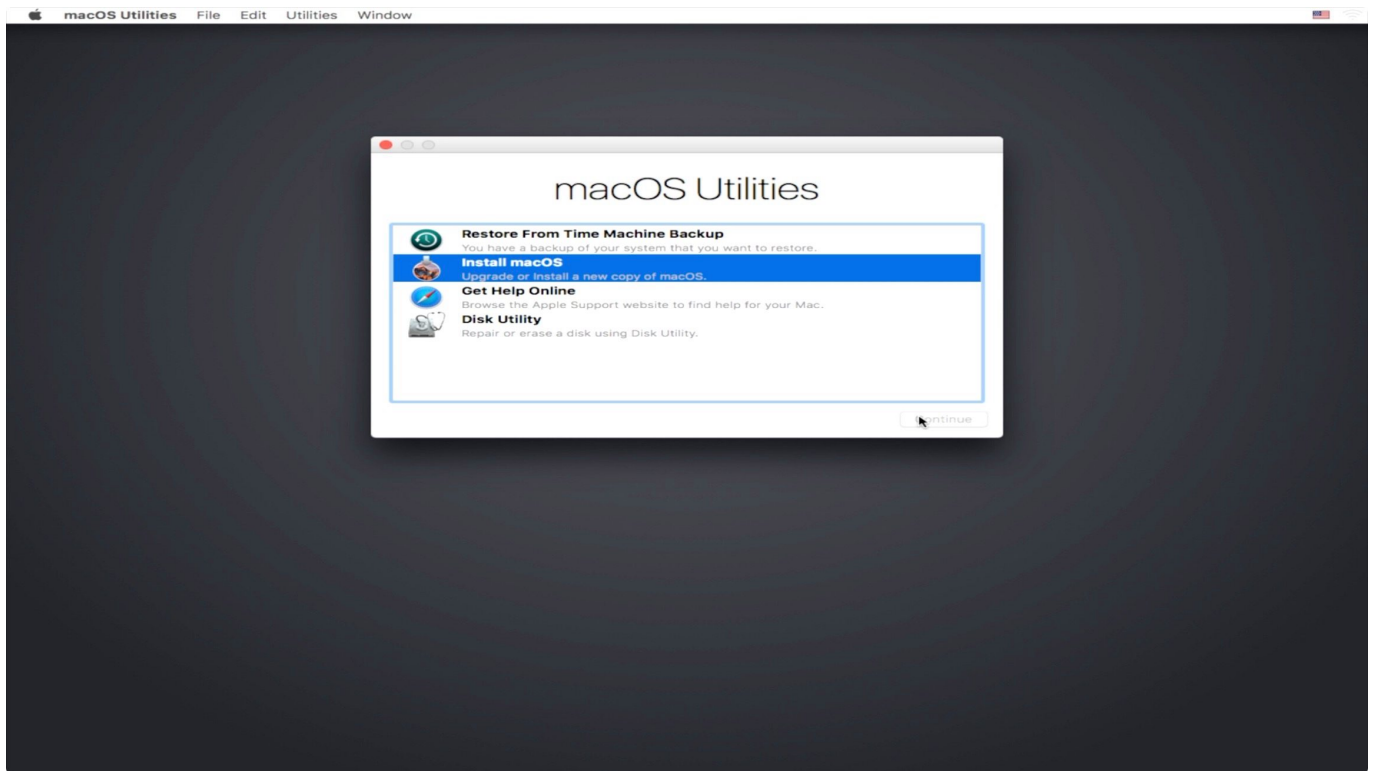 macOS Utilities File Edit Utilities Window
macOS Utilities
Restore From Time Machine Backup
You have a backup of your system that you want to restore.
Install macOS
Upgrade or Install a new copy of macOS.
Get Help Online
Browse the Apple Support website to find help for your Mac.
Disk Utility
Repair or erase a disk using Disk Utility.
Continue